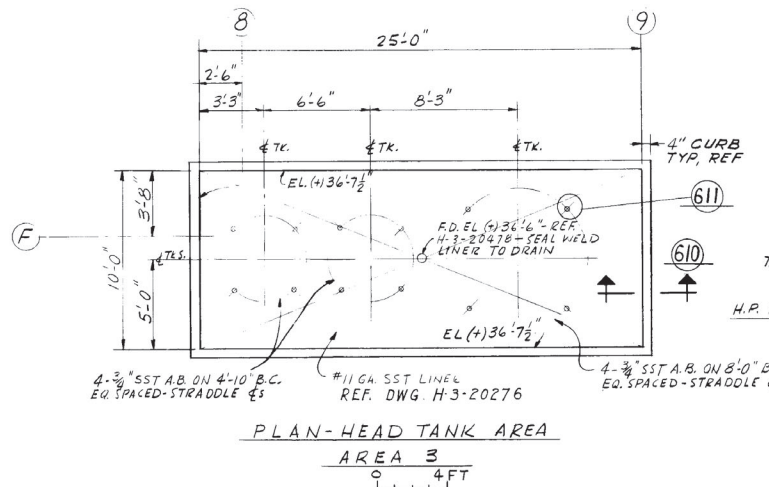 8
9
25'-0"
2'-6"
3'-3"
6'-6"
8'-3"
℄ TK.
℄ TK.
℄ TK.
4" CURB
TYP, REF
EL.(+)36'-7½"
611
3'-8"
F
F.D. EL (+)36'-6"-REF.
H-3-20478-SEAL WELD
LINER TO DRAIN
℄TKS.
10'-0"
5'-0"
610
H.P.
EL(+)36'-7½"
4-¾" SST A.B. ON 4'-10" B.C.
EQ. SPACED-STRADDLE ℄s
#11 GA. SST LINER
REF. DWG. H-3-20276
4-¾" SST A.B. ON 8'-0" B
EQ. SPACED-STRADDLE
PLAN-HEAD TANK AREA
AREA 3
0 4FT